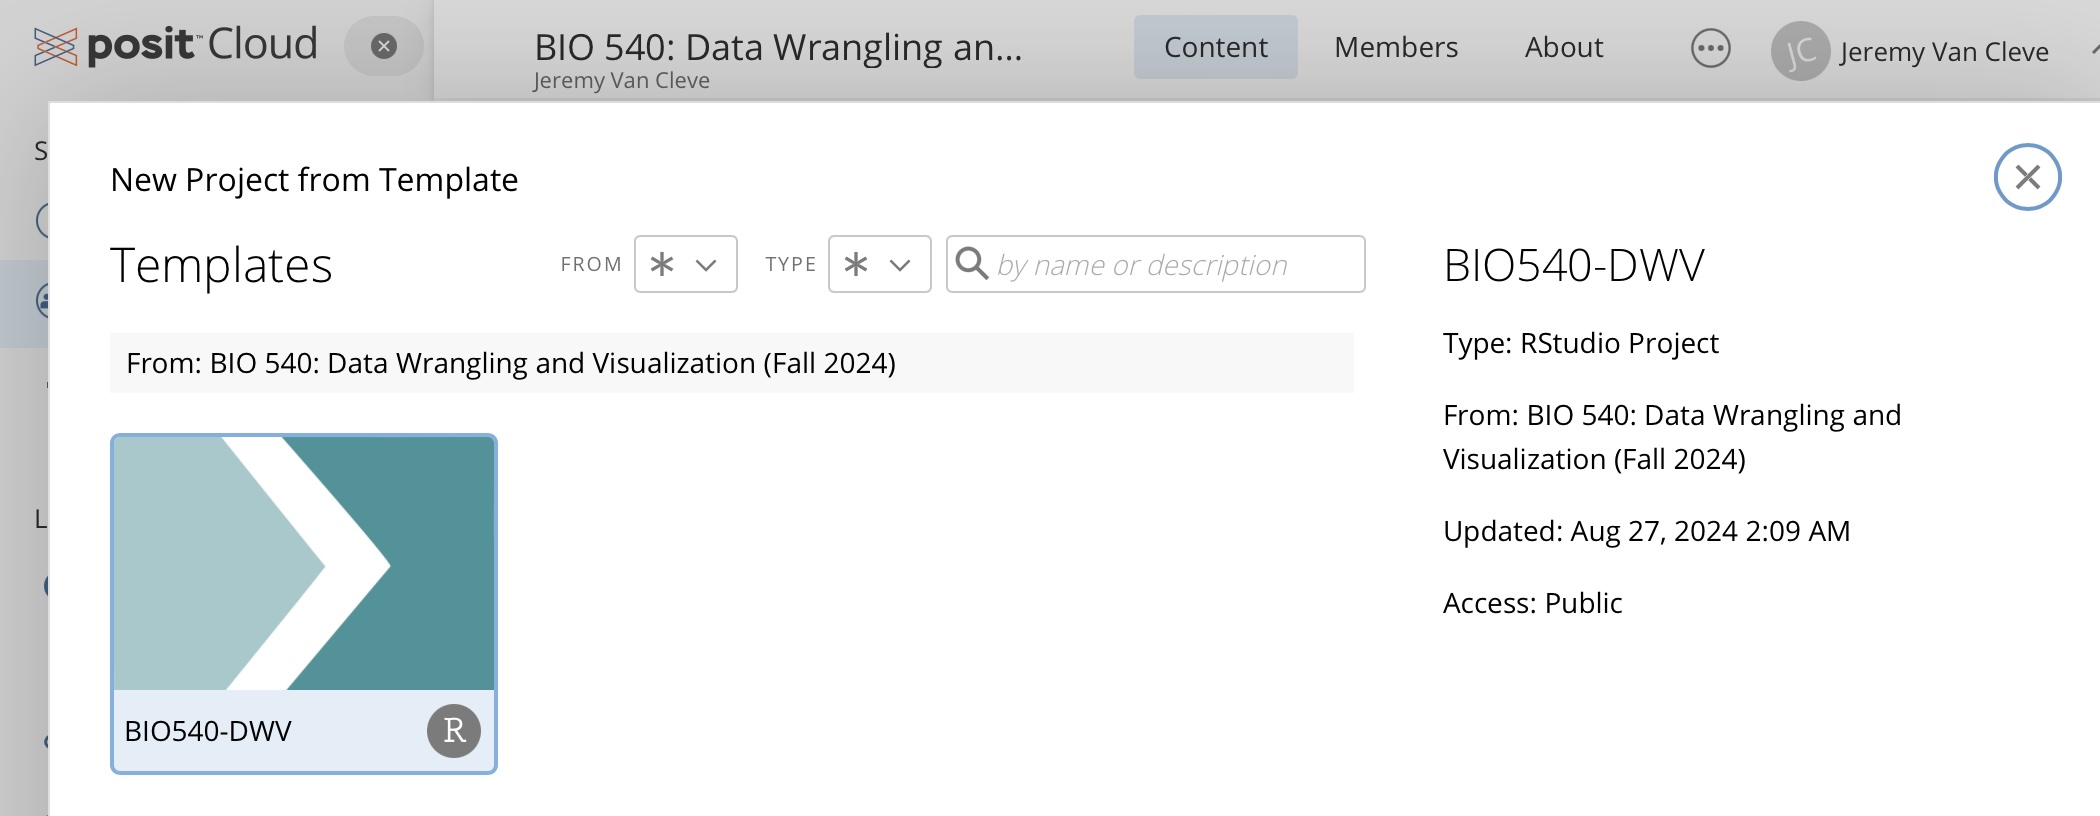 posit™ Cloud
BIO 540: Data Wrangling an...
Jeremy Van Cleve
Content
Members
About
JC
Jeremy Van Cleve
S
L
New Project from Template
Templates
FROM
*
TYPE
*
by name or description
From: BIO 540: Data Wrangling and Visualization (Fall 2024)
BIO540-DWV
R
BIO540-DWV
Type: RStudio Project
From: BIO 540: Data Wrangling and
Visualization (Fall 2024)
Updated: Aug 27, 2024 2:09 AM
Access: Public